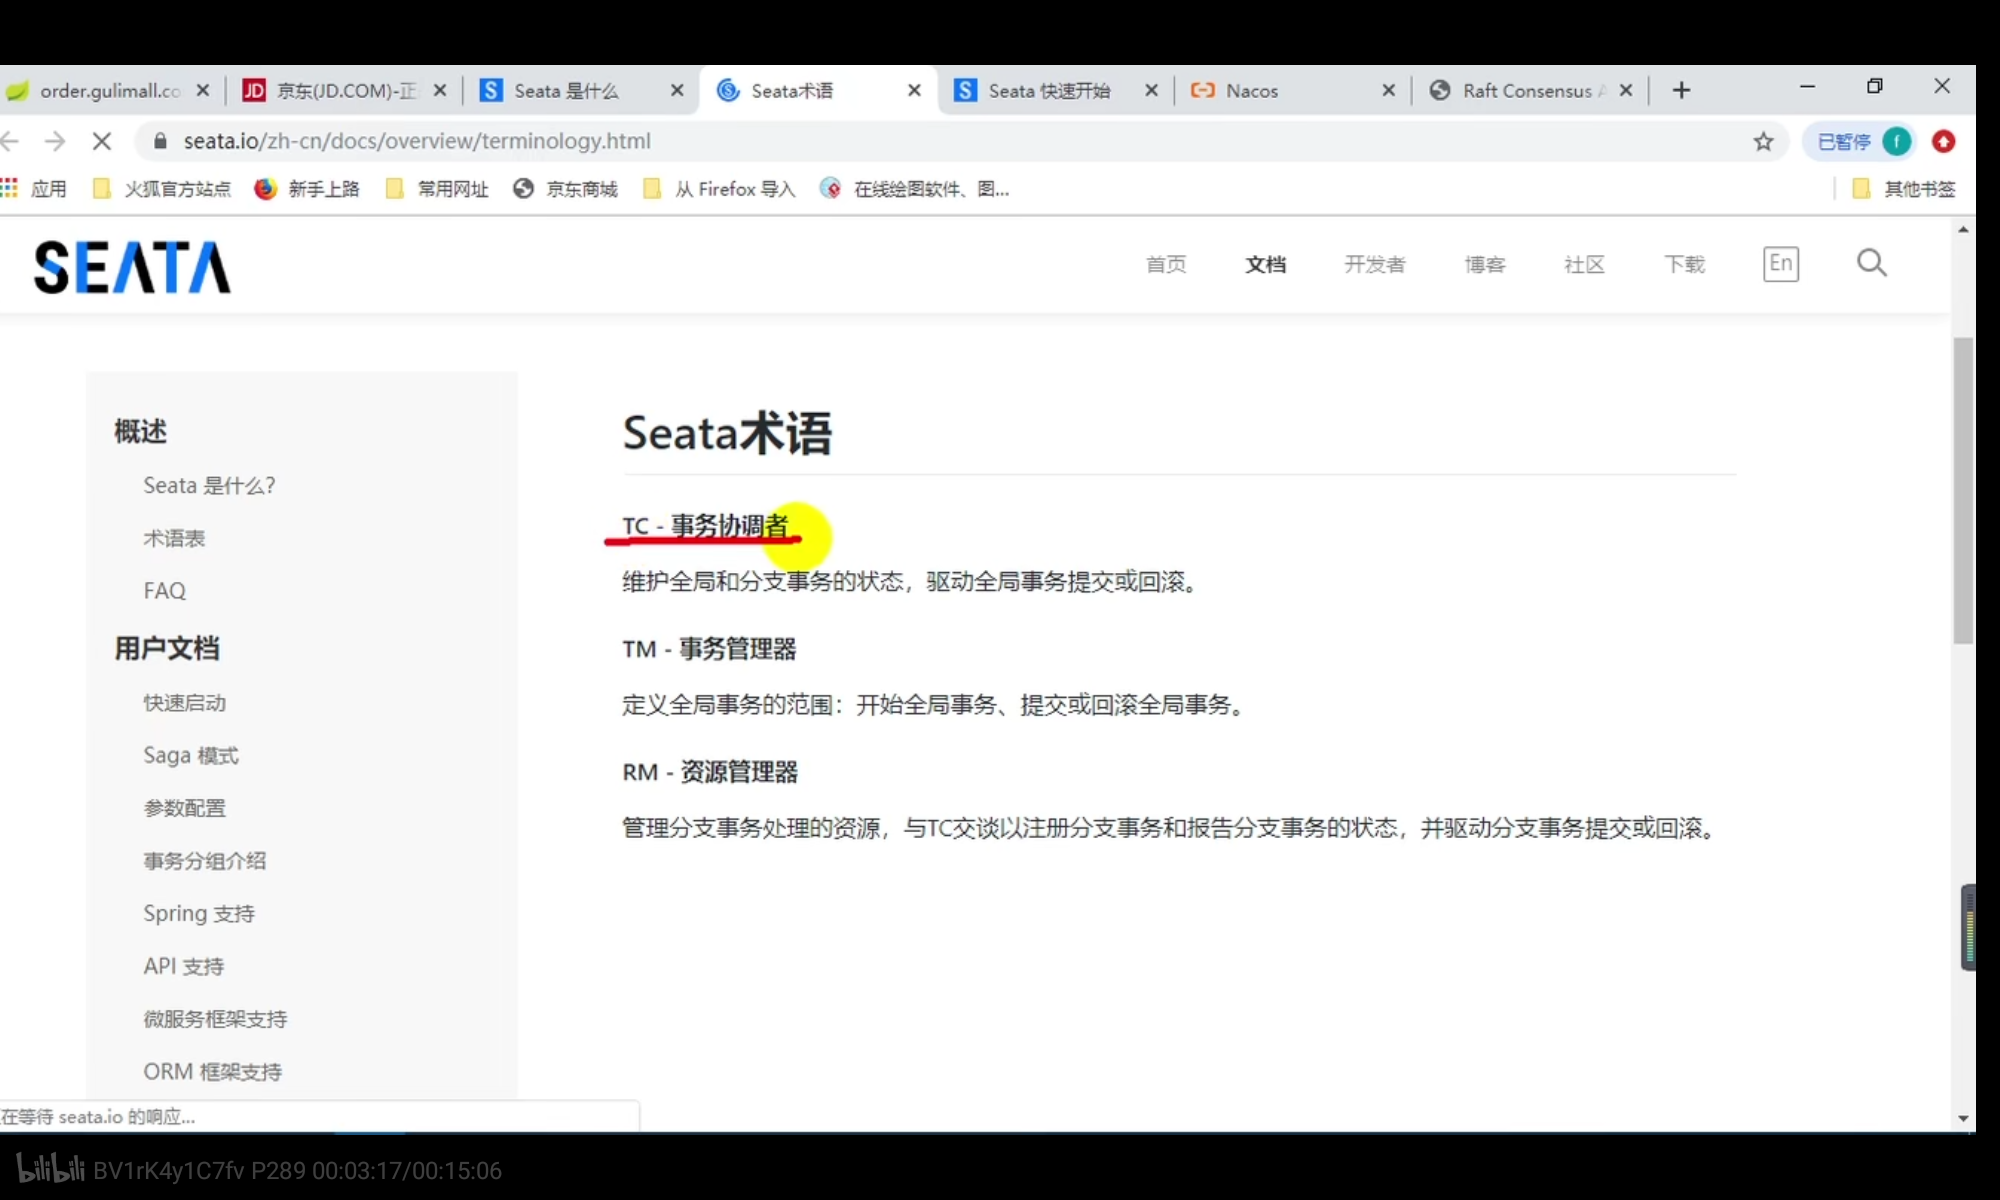 order.gulimall.co
京东(JD.COM)-正
Seata 是什么
Seata术语
Seata 快速开始
Nacos
Raft Consensus A
seata.io/zh-cn/docs/overview/terminology.html
已暂停
f
应用
火狐官方站点
新手上路
常用网址
京东商城
从 Firefox 导入
在线绘图软件、图...
其他书签
SEATA
首页
文档
开发者
博客
社区
下载
En
概述
Seata 是什么?
术语表
FAQ
用户文档
快速启动
Saga 模式
参数配置
事务分组介绍
Spring 支持
API 支持
微服务框架支持
ORM 框架支持
Seata术语
TC - 事务协调者
维护全局和分支事务的状态，驱动全局事务提交或回滚。
TM - 事务管理器
定义全局事务的范围：开始全局事务、提交或回滚全局事务。
RM - 资源管理器
管理分支事务处理的资源，与TC交谈以注册分支事务和报告分支事务的状态，并驱动分支事务提交或回滚。
在等待 seata.io 的响应...
bilibili BV1rK4y1C7fv P289 00:03:17/00:15:06